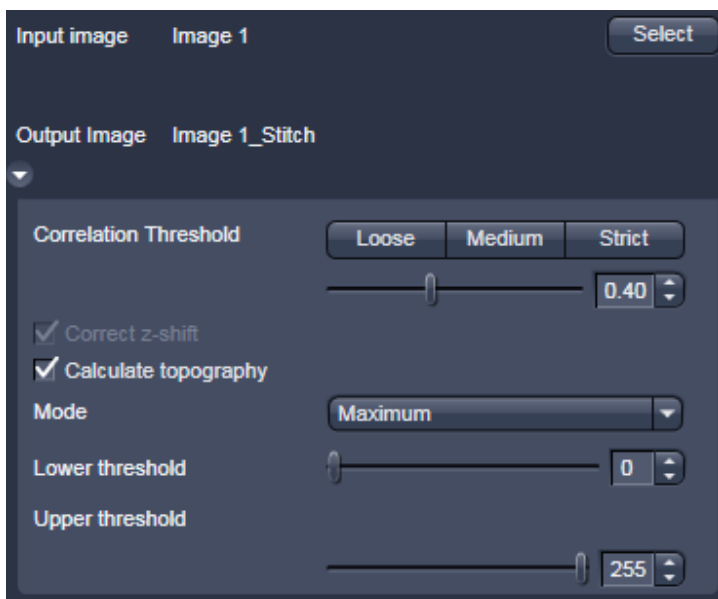 Input image Image 1 Select
Output Image Image 1_Stitch
Correlation Threshold Loose Medium Strict
0.40
Correct z-shift
Calculate topography
Mode Maximum
Lower threshold 0
Upper threshold
255